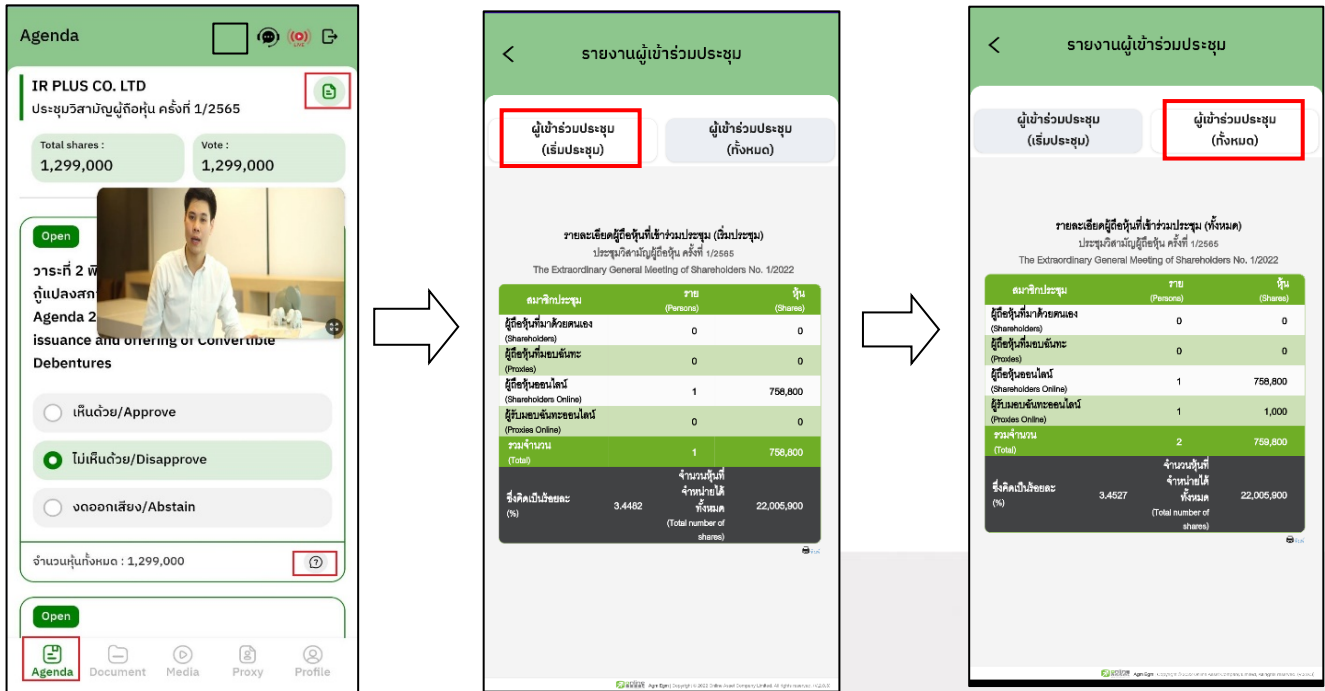 Agenda
LIVE
IR PLUS CO. LTD
ประชุมวิสามัญผู้ถือหุ้น ครั้งที่ 1/2565
Total shares :
1,299,000
Vote :
1,299,000
Open
วาระที่ 2
กู้แปลงสภ
Agenda 2
issuance and offering of Convertible
Debentures
เห็นด้วย/Approve
ไม่เห็นด้วย/Disapprove
งดออกเสียง/Abstain
จำนวนหุ้นทั้งหมด : 1,299,000
Open
Agenda
Document
Media
Proxy
Profile
รายงานผู้เข้าร่วมประชุม
ผู้เข้าร่วมประชุม
(เริ่มประชุม)
ผู้เข้าร่วมประชุม
(ทั้งหมด)
รายละเอียดผู้ถือหุ้นที่เข้าร่วมประชุม (เริ่มประชุม)
ประชุมวิสามัญผู้ถือหุ้น ครั้งที่ 1/2565
The Extraordinary General Meeting of Shareholders No. 1/2022
สมาชิกประชุม ราย หุ้น
(Persons) (Shares)
ผู้ถือหุ้นที่มาด้วยตนเอง
(Shareholders) 0 0
ผู้ถือหุ้นที่มอบฉันทะ
(Proxies) 0 0
ผู้ถือหุ้นออนไลน์
(Shareholders Online) 1 758,800
ผู้รับมอบฉันทะออนไลน์
(Proxies Online) 0 0
รวมจำนวน
(Total) 1 758,800
ซึ่งคิดเป็นร้อยละ
(%)
3.4482
จำนวนหุ้นที่
จำหน่ายได้
ทั้งหมด
(Total number of
shares)
22,005,900
รายงานผู้เข้าร่วมประชุม
ผู้เข้าร่วมประชุม
(เริ่มประชุม)
ผู้เข้าร่วมประชุม
(ทั้งหมด)
รายละเอียดผู้ถือหุ้นที่เข้าร่วมประชุม (ทั้งหมด)
ประชุมวิสามัญผู้ถือหุ้น ครั้งที่ 1/2565
The Extraordinary General Meeting of Shareholders No. 1/2022
สมาชิกประชุม ราย หุ้น
(Persons) (Shares)
ผู้ถือหุ้นที่มาด้วยตนเอง
(Shareholders) 0 0
ผู้ถือหุ้นที่มอบฉันทะ
(Proxies) 0 0
ผู้ถือหุ้นออนไลน์
(Shareholders Online) 1 758,800
ผู้รับมอบฉันทะออนไลน์
(Proxies Online) 1 1,000
รวมจำนวน
(Total) 2 759,800
ซึ่งคิดเป็นร้อยละ
(%)
3.4527
จำนวนหุ้นที่
จำหน่ายได้
ทั้งหมด
(Total number of
shares)
22,005,900